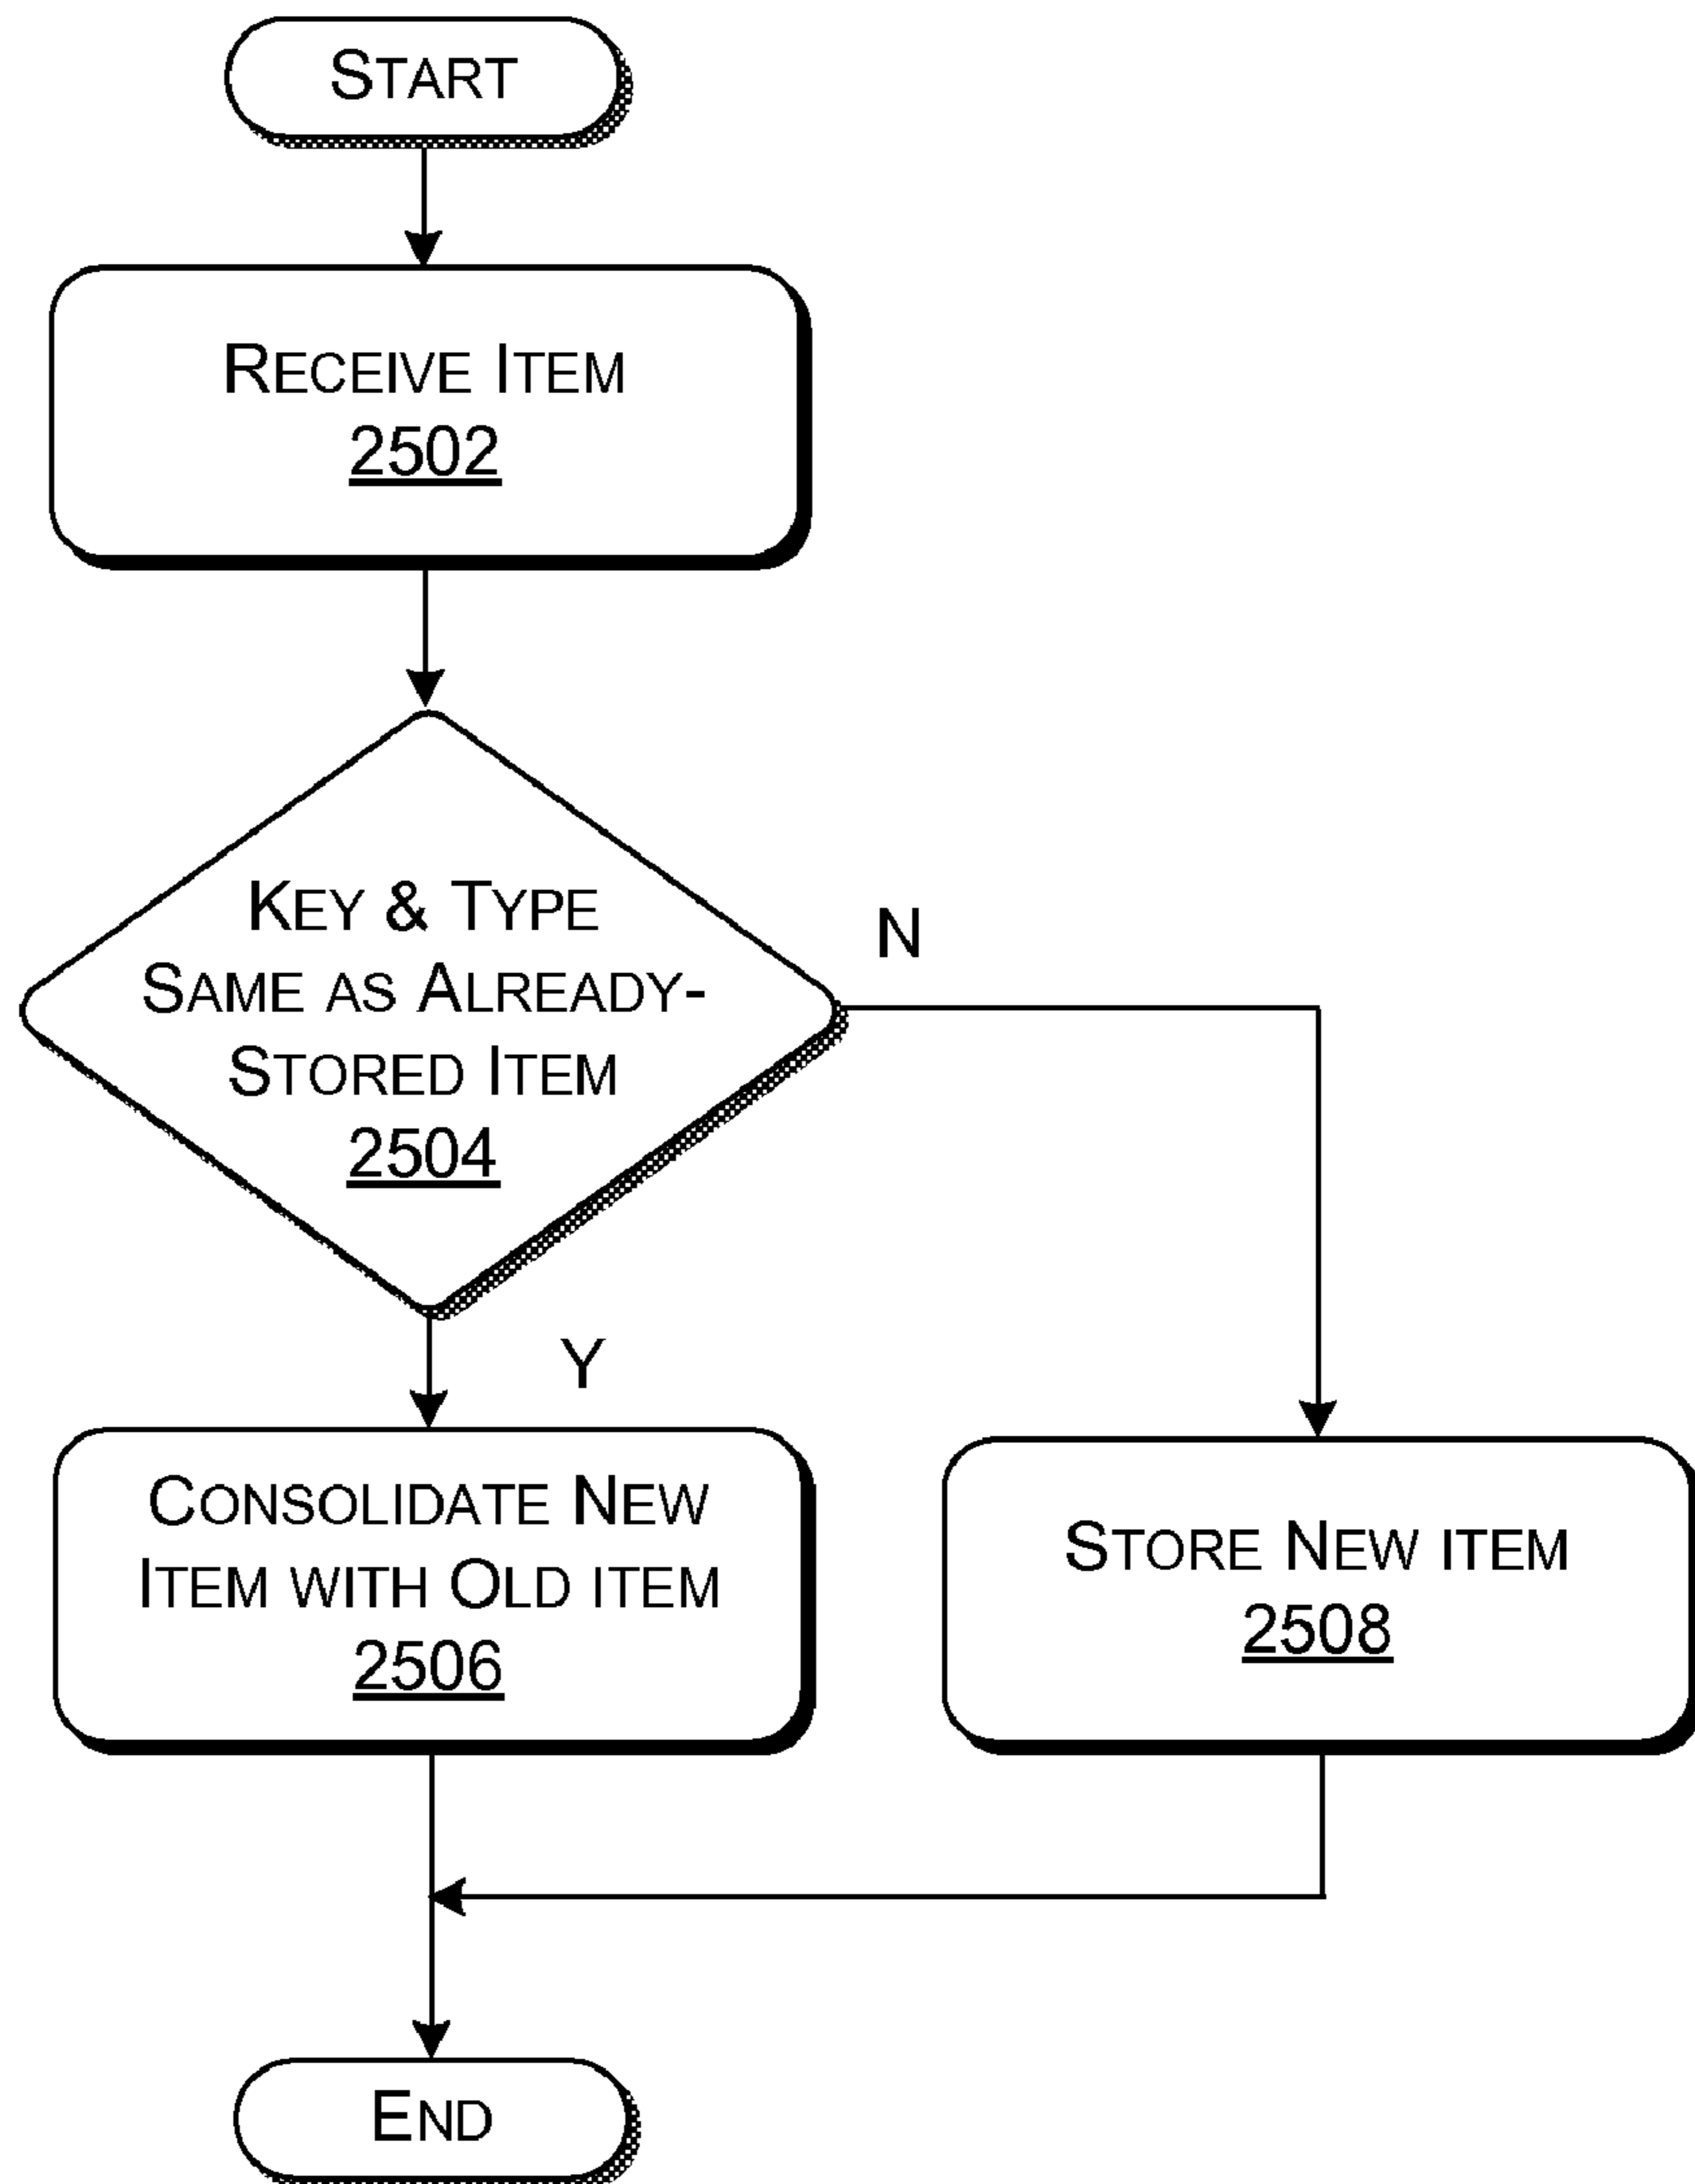 START
RECEIVE ITEM
2502
KEY & TYPE
SAME AS ALREADY-
STORED ITEM
2504
N
Y
CONSOLIDATE NEW
ITEM WITH OLD ITEM
2506
STORE NEW ITEM
2508
END